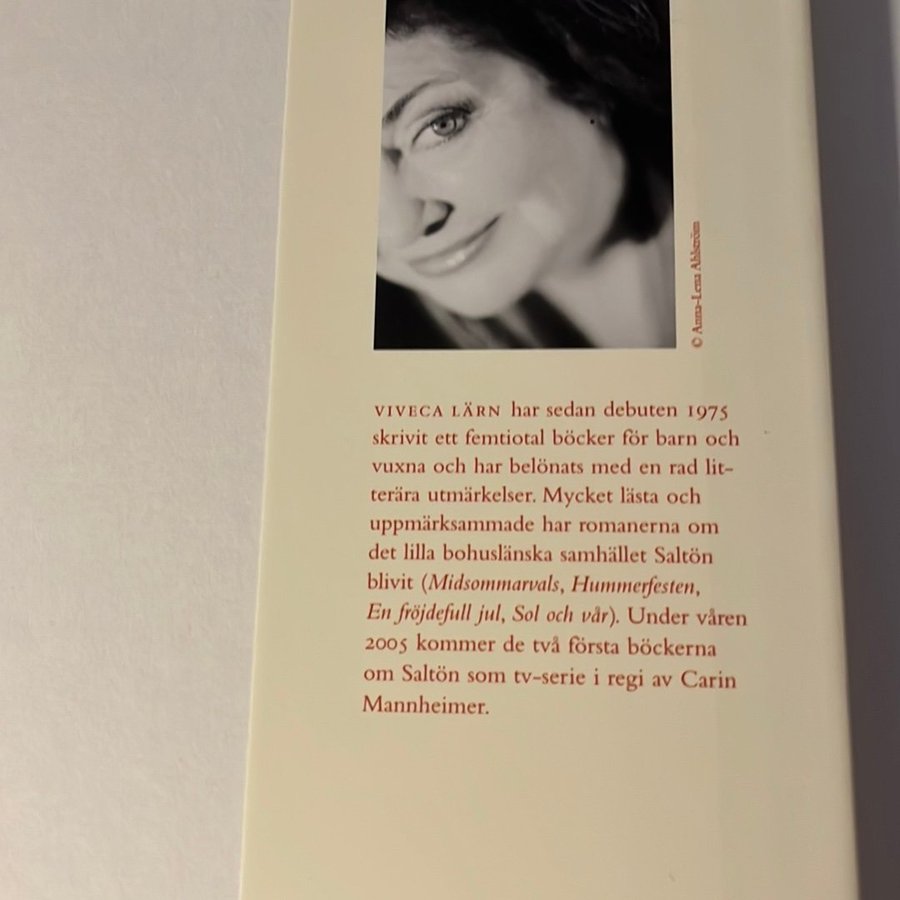 © Anna-Lena Ahlström
VIVECA LÄRN har sedan debuten 1975
skrivit ett femtiotal böcker för barn och
vuxna och har belönats med en rad lit-
terära utmärkelser. Mycket lästa och
uppmärksammade har romanerna om
det lilla bohuslänska samhället Saltön
blivit (Midsommarvals, Hummerfesten,
En fröjdefull jul, Sol och vår). Under våren
2005 kommer de två första böckerna
om Saltön som tv-serie i regi av Carin
Mannheimer.